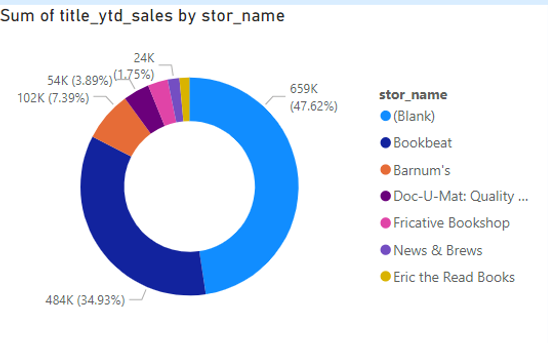 Sum of title_ytd_sales by stor_name
24K
(1.75%)
54K (3.89%)
102K (7.39%)
659K
(47.62%)
484K (34.93%)
stor_name
(Blank)
Bookbeat
Barnum's
Doc-U-Mat: Quality ...
Fricative Bookshop
News & Brews
Eric the Read Books